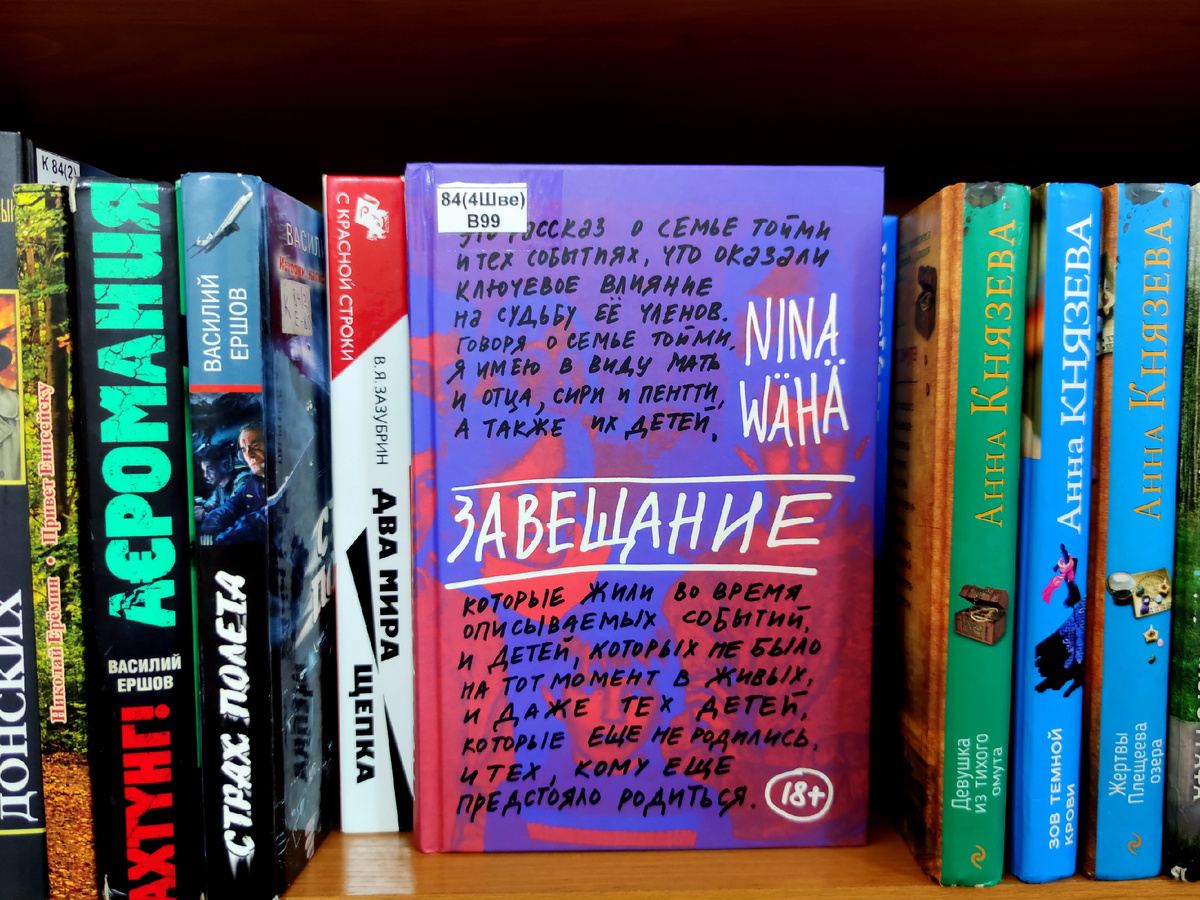 К 84(2)
ДОНСКИХ
Николай Ерёмин • Привет Енисейску
АЄРОМАНИЯ
ВАСИЛИЙ
ЕРШОВ
АХТУНГ!
ВАСИЛИЙ
ЕРШОВ
СТРАХ ПОЛЕТА
С КРАСНОЙ СТРОКИ
В.Я.ЗАЗУБРИН
ДВА МИРА
ЩЕПКА
84(4Шве)
В99
рассказ о семье Тойми
и тех событиях, что оказали
ключевое влияние
на судьбу её членов.
говоря о семье Тойми,
я имею в виду мать
и отца, Сири и Пентти,
а также их детей,
NINA
WÄHÄ
ЗАВЕЩАНИЕ
которые жили во время
описываемых событий,
и детей, которых не было
на тот момент в живых,
и даже тех детей,
которые еще не родились,
и тех, кому еще
предстояло родиться.
18+
Анна КНЯЗЕВА
Девушка
из тихого
омута
Анна КНЯЗЕВА
ЗОВ ТЕМНОЙ
КРОВИ
Анна КНЯЗЕВА
Жертвы
Плещеева
озера